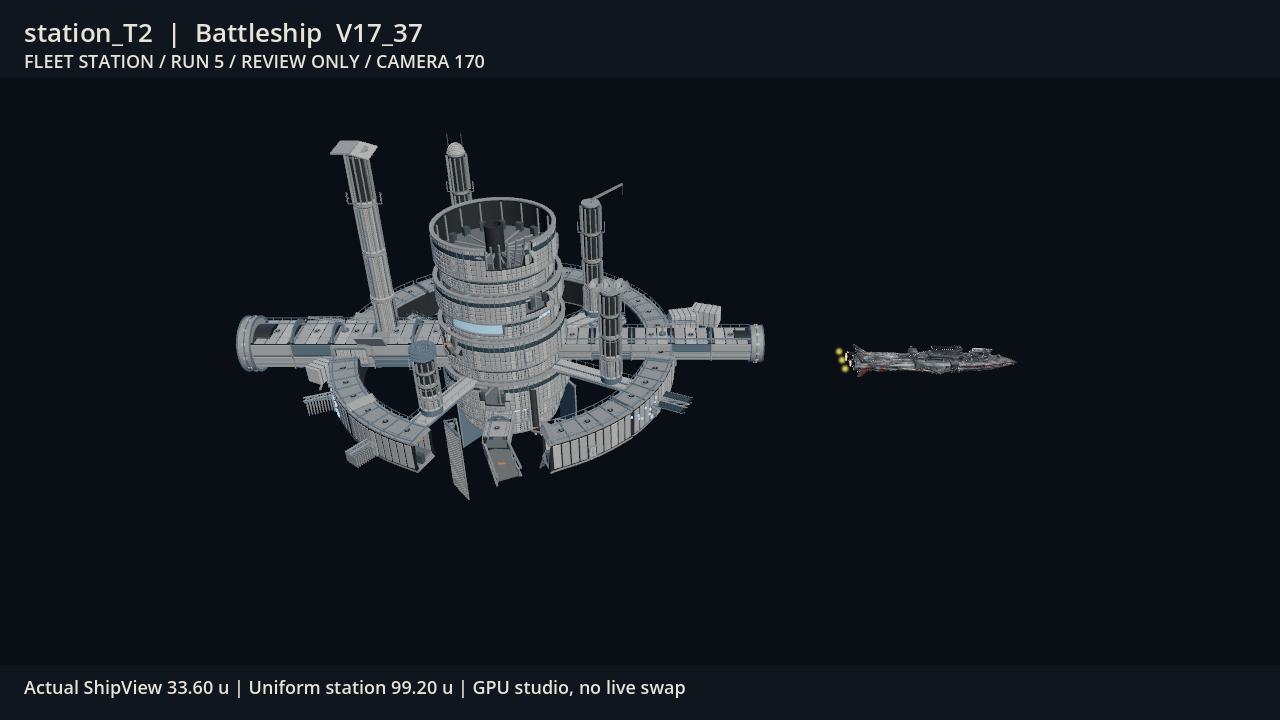 station_T2 | Battleship V17_37
FLEET STATION / RUN 5 / REVIEW ONLY / CAMERA 170
Actual ShipView 33.60 u | Uniform station 99.20 u | GPU studio, no live swap